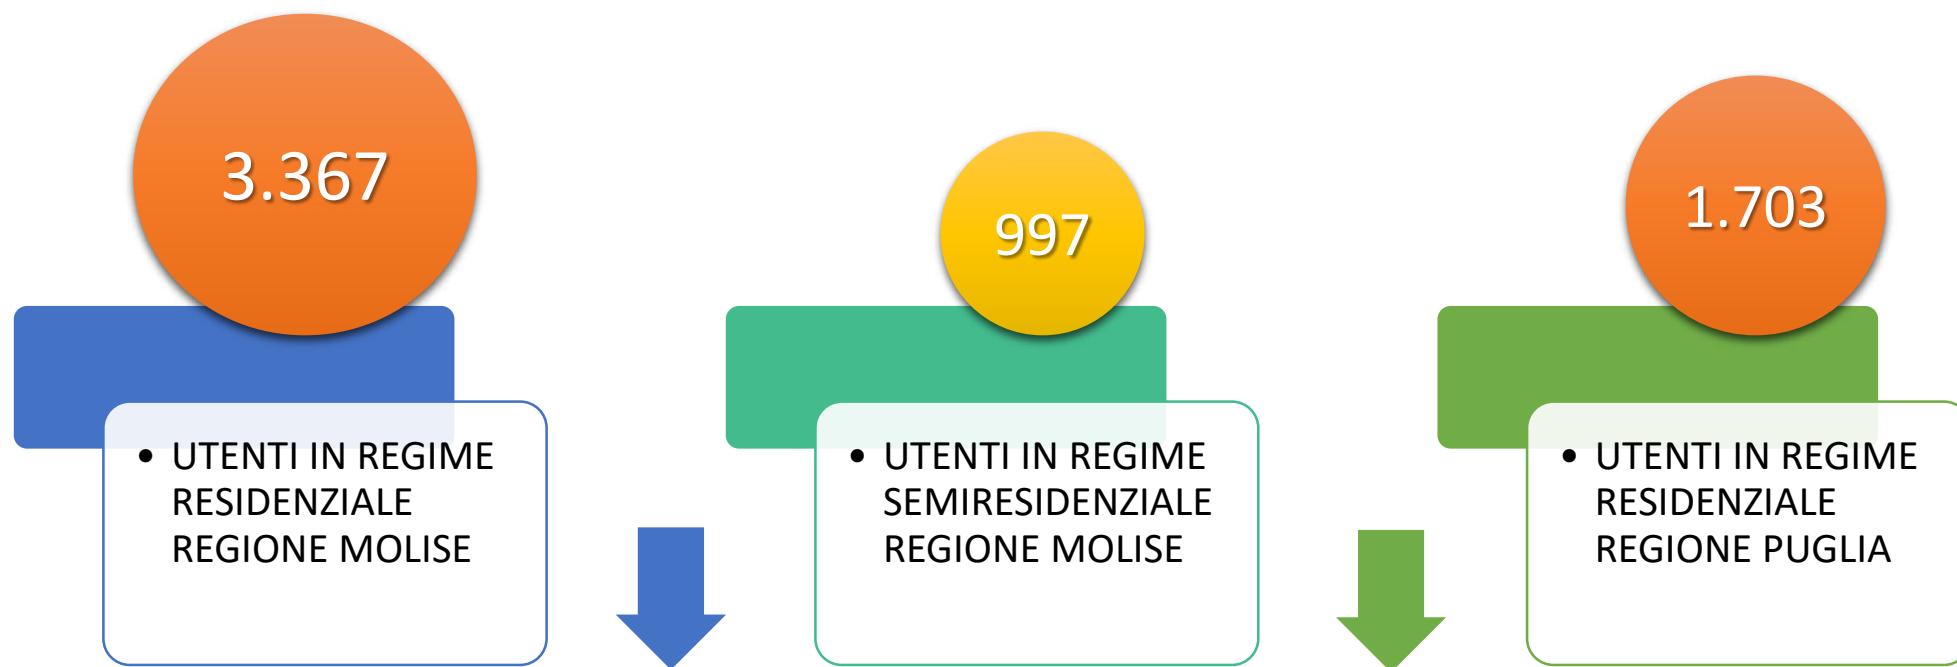 3.367
• UTENTI IN REGIME
RESIDENZIALE
REGIONE MOLISE
997
• UTENTI IN REGIME
SEMIRESIDENZIALE
REGIONE MOLISE
1.703
• UTENTI IN REGIME
RESIDENZIALE
REGIONE PUGLIA